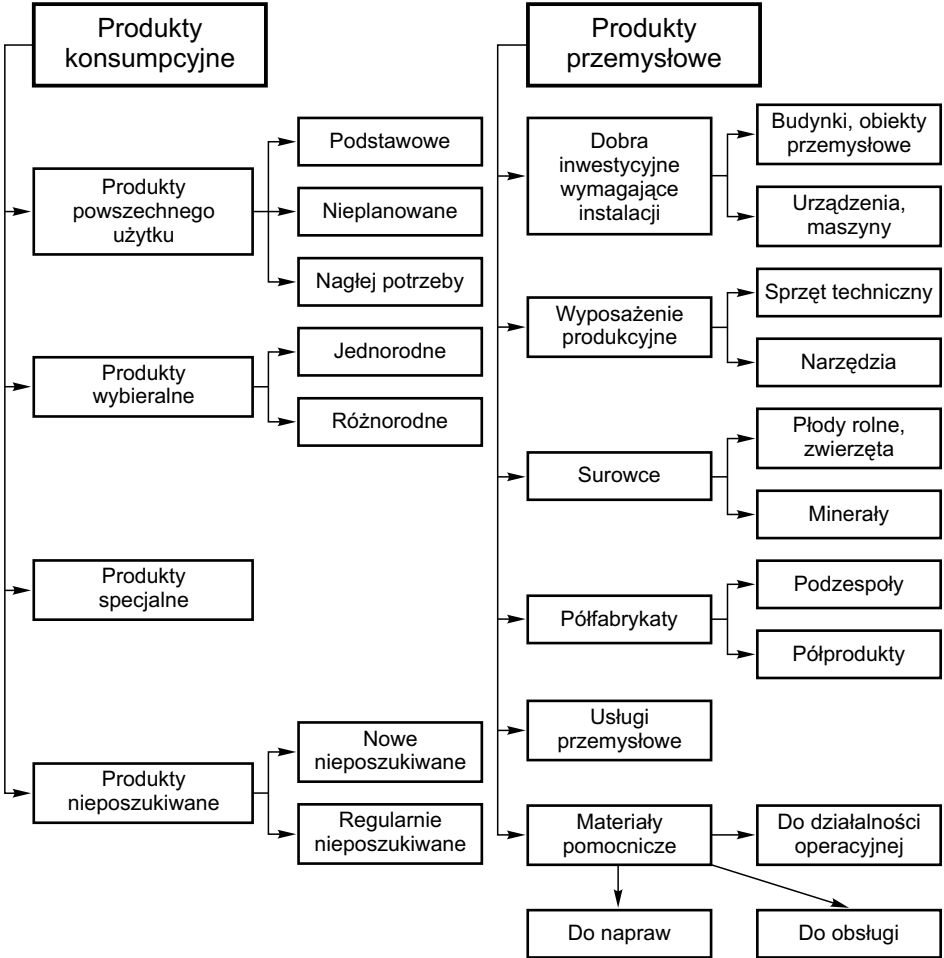 Produkty
konsumpcyjne
Produkty
powszechnego
użytku
Podstawowe
Nieplanowane
Nagłej potrzeby
Produkty
wybieralne
Jednorodne
Różnorodne
Produkty
specjalne
Produkty
nieposzukiwane
Nowe
nieposzukiwane
Regularnie
nieposzukiwane
Produkty
przemysłowe
Dobra
inwestycyjne
wymagające
instalacji
Budynki, obiekty
przemysłowe
Urządzenia,
maszyny
Wyposażenie
produkcyjne
Sprzęt techniczny
Narzędzia
Surowce
Płody rolne,
zwierzęta
Minerały
Półfabrykaty
Podzespoły
Półprodukty
Usługi
przemysłowe
Materiały
pomocnicze
Do działalności
operacyjnej
Do napraw
Do obsługi